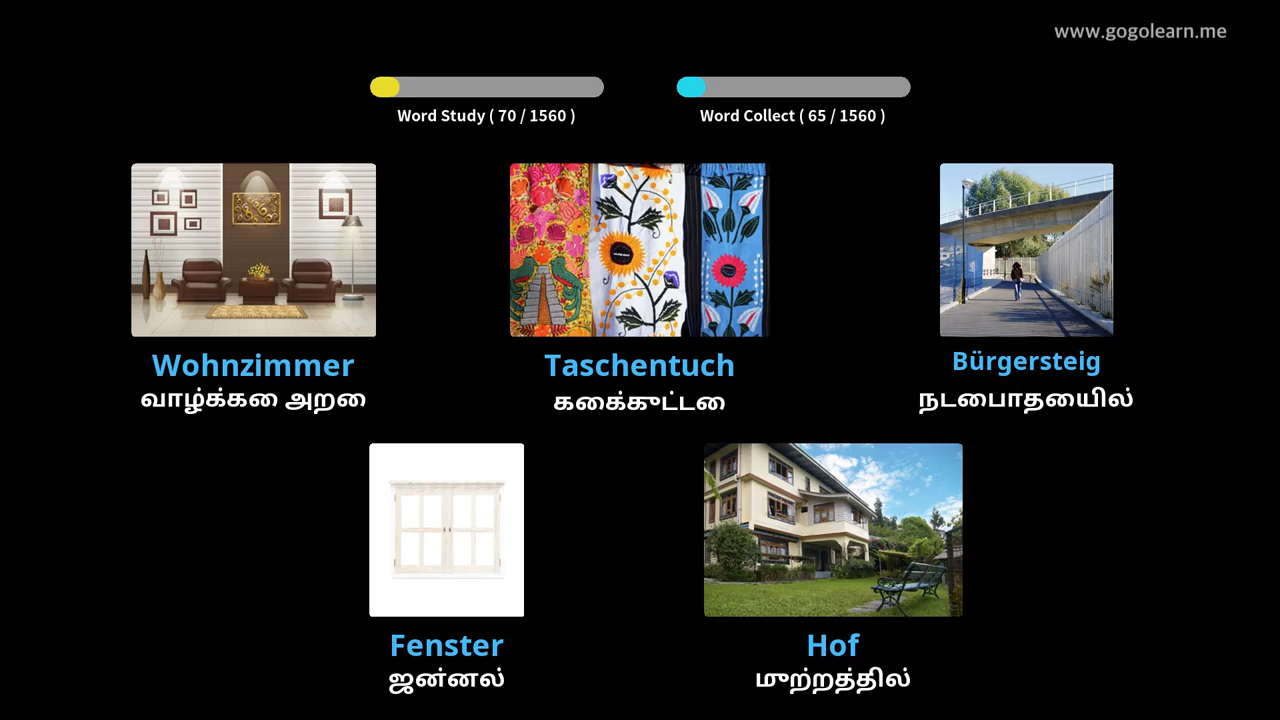 www.gogolearn.me
Word Study ( 70 / 1560 )
Word Collect ( 65 / 1560 )
Wohnzimmer
வாழ்க்கை அறை
Taschentuch
கைக்குட்டை
Bürgersteig
நடைபாதையில்
Fenster
ஜன்னல்
Hof
முற்றத்தில்